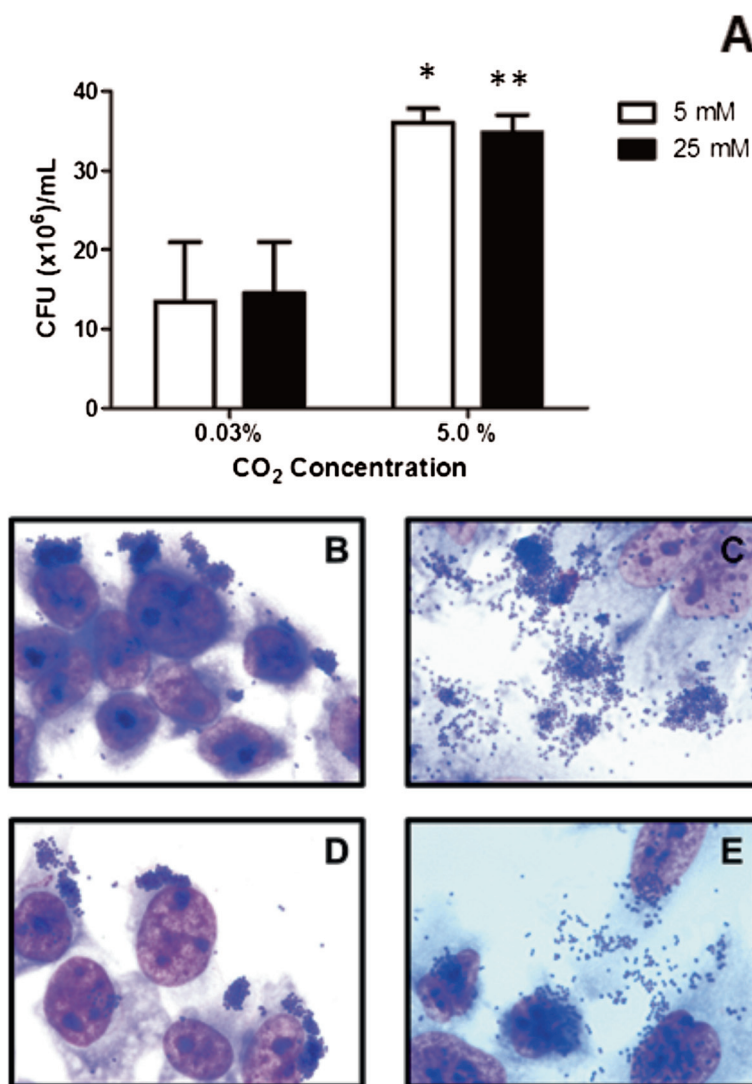 A
40
30
20
10
0
CFU (x10⁶)/mL
*
**
5 mM
25 mM
0.03%
5.0 %
CO₂ Concentration
B
C
D
E